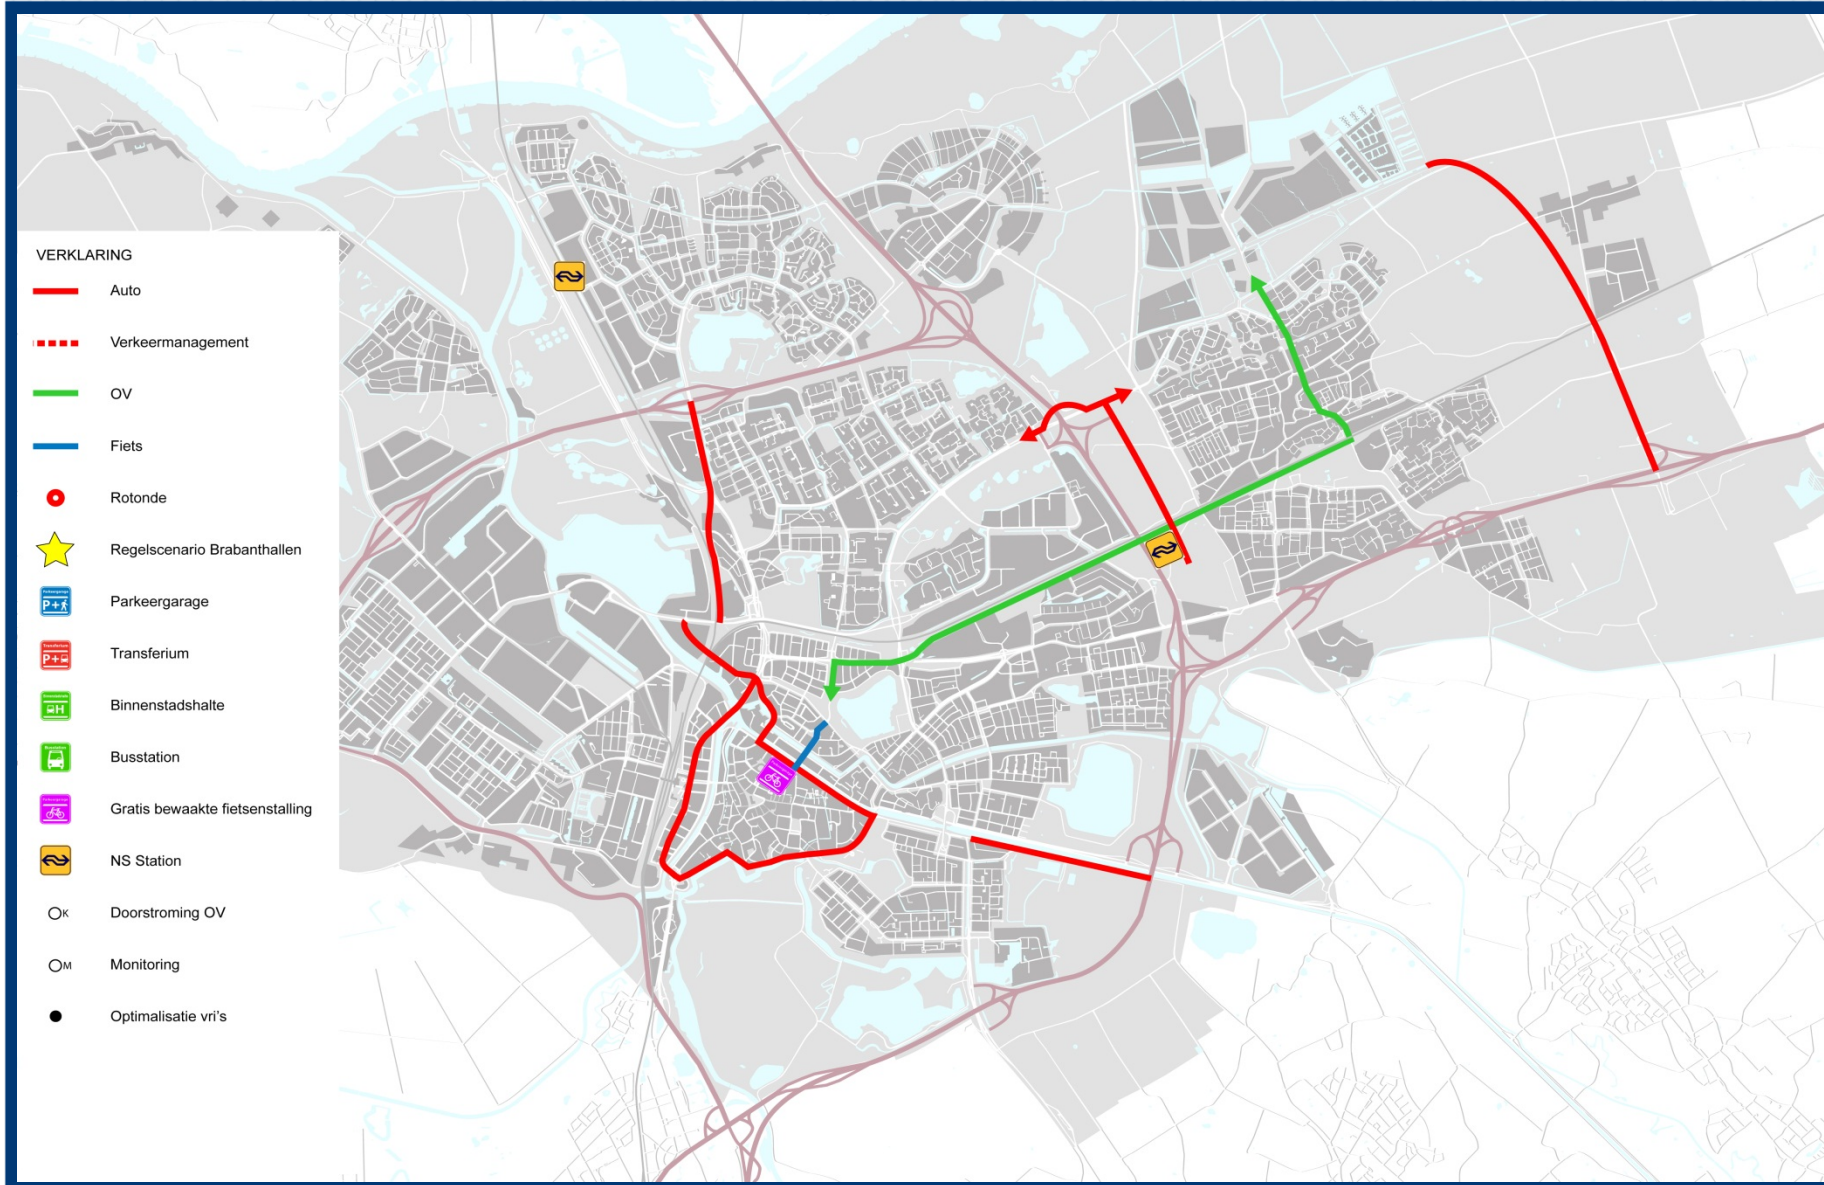 VERKLARING
Auto
Verkeermanagement
OV
Fiets
Rotonde
Regelscenario Brabanthallen
P+ Parkeergarage
P+ Transferium
H Binnenstadshalte
Busstation
Gratis bewaakte fietsenstalling
NS Station
K Doorstroming OV
M Monitoring
Optimalisatie vri's